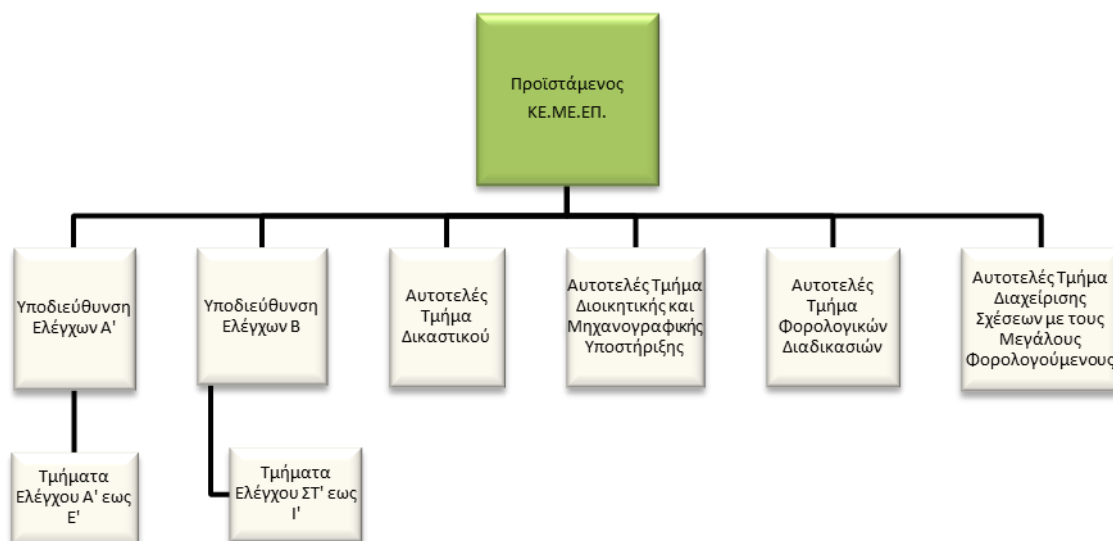 Προϊστάμενος
ΚΕ.ΜΕ.ΕΠ.
Υποδιεύθυνση
Ελέγχων Α'
Υποδιεύθυνση
Ελέγχων Β
Αυτοτελές
Τμήμα
Δικαστικού
Αυτοτελές Τμήμα
Διοικητικής και
Μηχανογραφικής
Υποστήριξης
Αυτοτελές
Τμήμα
Φορολογικών
Διαδικασιών
Αυτοτελές Τμήμα
Διαχείρισης
Σχέσεων με τους
Μεγάλους
Φορολογούμενους
Τμήματα
Ελέγχου Α' εως
Ε'
Τμήματα
Ελέγχου ΣΤ' εως
Ι'